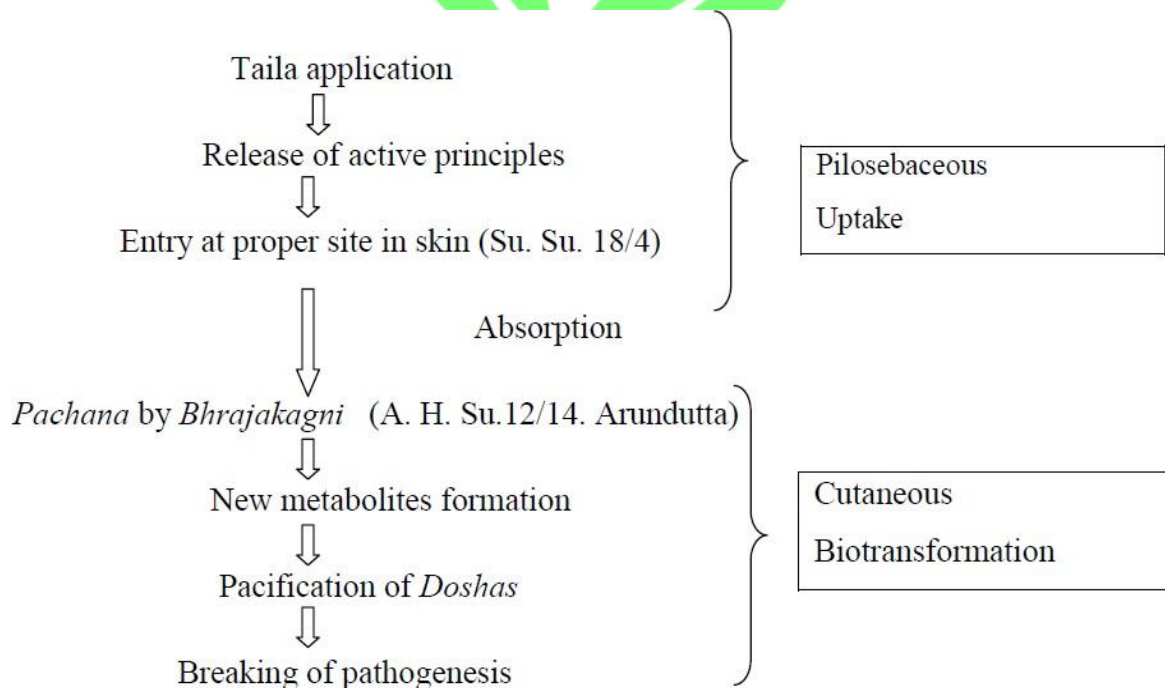 Taila application
Release of active principles
Entry at proper site in skin (Su. Su. 18/4)
Pilosebaceous
Uptake
Absorption
Pachana by Bhrajakagni (A. H. Su.12/14. Arundutta)
New metabolites formation
Pacification of Doshas
Breaking of pathogenesis
Cutaneous
Biotransformation